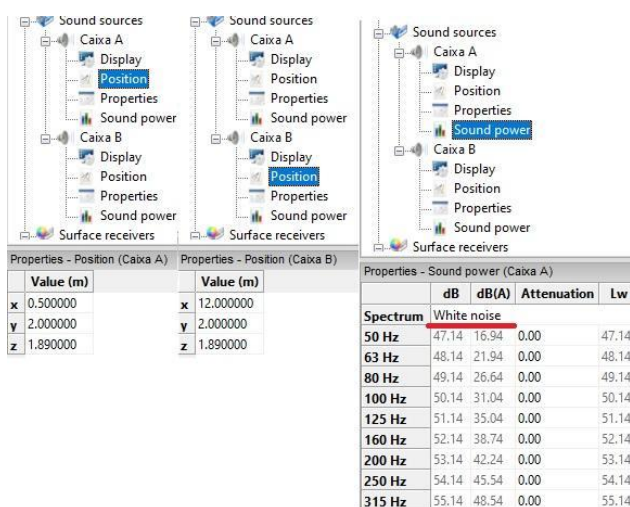 Sound sources
Caixa A
Display
Position
Properties
Sound power
Caixa B
Display
Position
Properties
Sound power
Surface receivers
Properties - Position (Caixa A)
Value (m)
x 0.500000
y 2.000000
z 1.890000
Sound sources
Caixa A
Display
Position
Properties
Sound power
Caixa B
Display
Position
Properties
Sound power
Surface receivers
Properties - Position (Caixa B)
Value (m)
x 12.000000
y 2.000000
z 1.890000
Sound sources
Caixa A
Display
Position
Properties
Sound power
Caixa B
Display
Position
Properties
Sound power
Surface receivers
Properties - Sound power (Caixa A)
dB dB(A) Attenuation Lw
Spectrum White noise
50 Hz 47.14 16.94 0.00 47.14
63 Hz 48.14 21.94 0.00 48.14
80 Hz 49.14 26.64 0.00 49.14
100 Hz 50.14 31.04 0.00 50.14
125 Hz 51.14 35.04 0.00 51.14
160 Hz 52.14 38.74 0.00 52.14
200 Hz 53.14 42.24 0.00 53.14
250 Hz 54.14 45.54 0.00 54.14
315 Hz 55.14 48.54 0.00 55.14